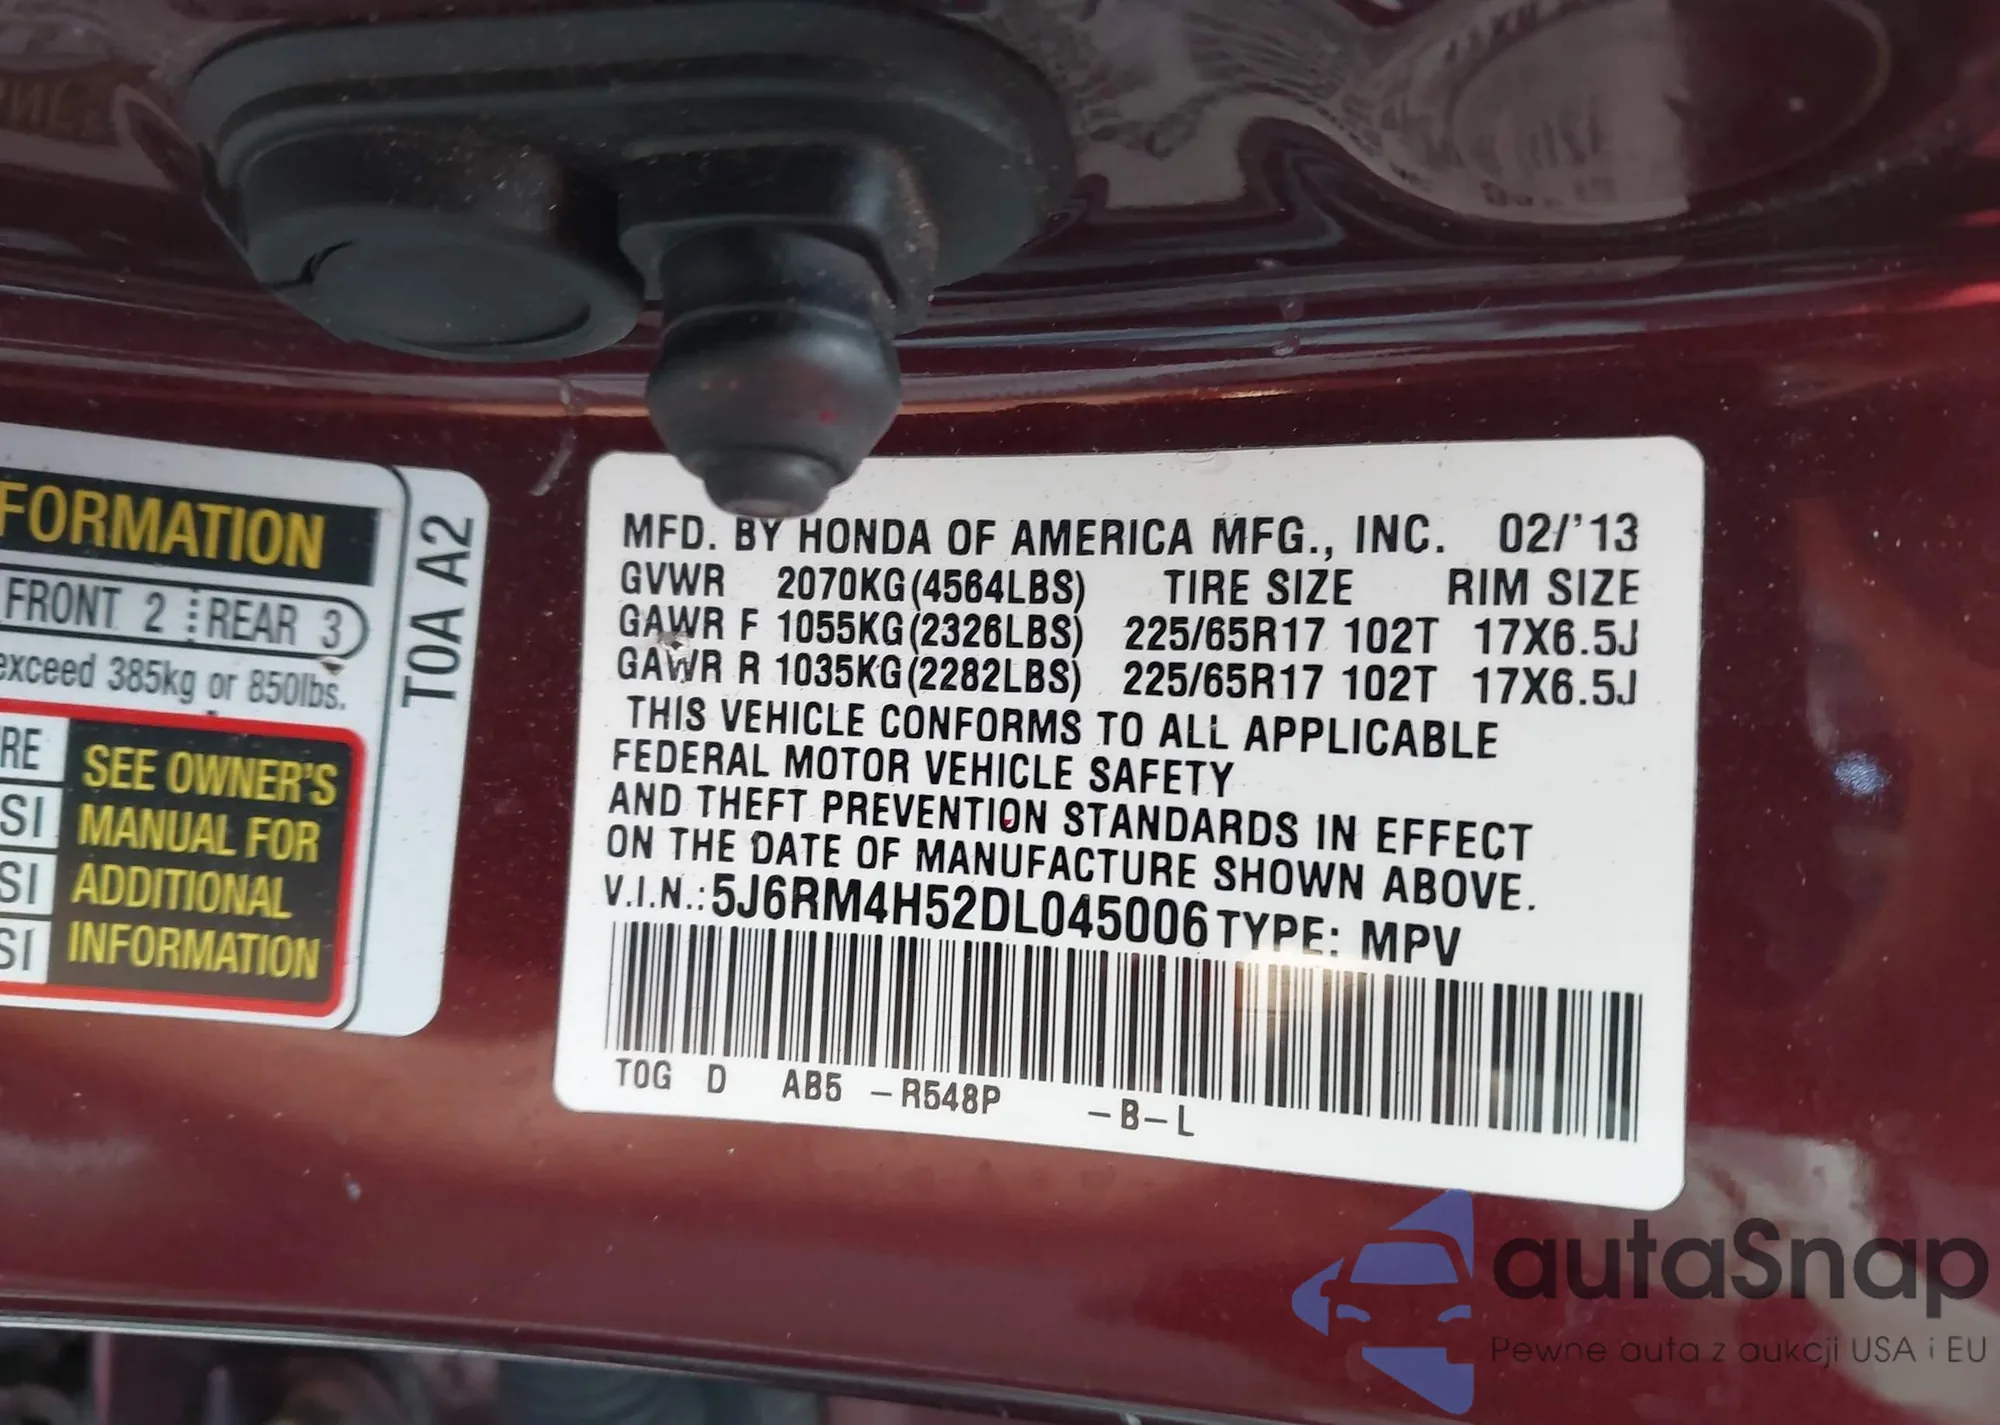 FORMATION
FRONT 2 REAR 3
exceed 385kg or 850lbs.
RE
SI
SI
SI
SEE OWNER'S
MANUAL FOR
ADDITIONAL
INFORMATION
T0A A2
MFD. BY HONDA OF AMERICA MFG., INC. 02/'13
GVWR 2070KG(4564LBS) TIRE SIZE RIM SIZE
GAWR F 1055KG(2326LBS) 225/65R17 102T 17X6.5J
GAWR R 1035KG(2282LBS) 225/65R17 102T 17X6.5J
THIS VEHICLE CONFORMS TO ALL APPLICABLE
FEDERAL MOTOR VEHICLE SAFETY
AND THEFT PREVENTION STANDARDS IN EFFECT
ON THE DATE OF MANUFACTURE SHOWN ABOVE.
V.I.N.: 5J6RM4H52DL045006 TYPE: MPV
T0G D AB5 -R548P -B-L
autaSnap
Pewne auta z aukcji USA i EU